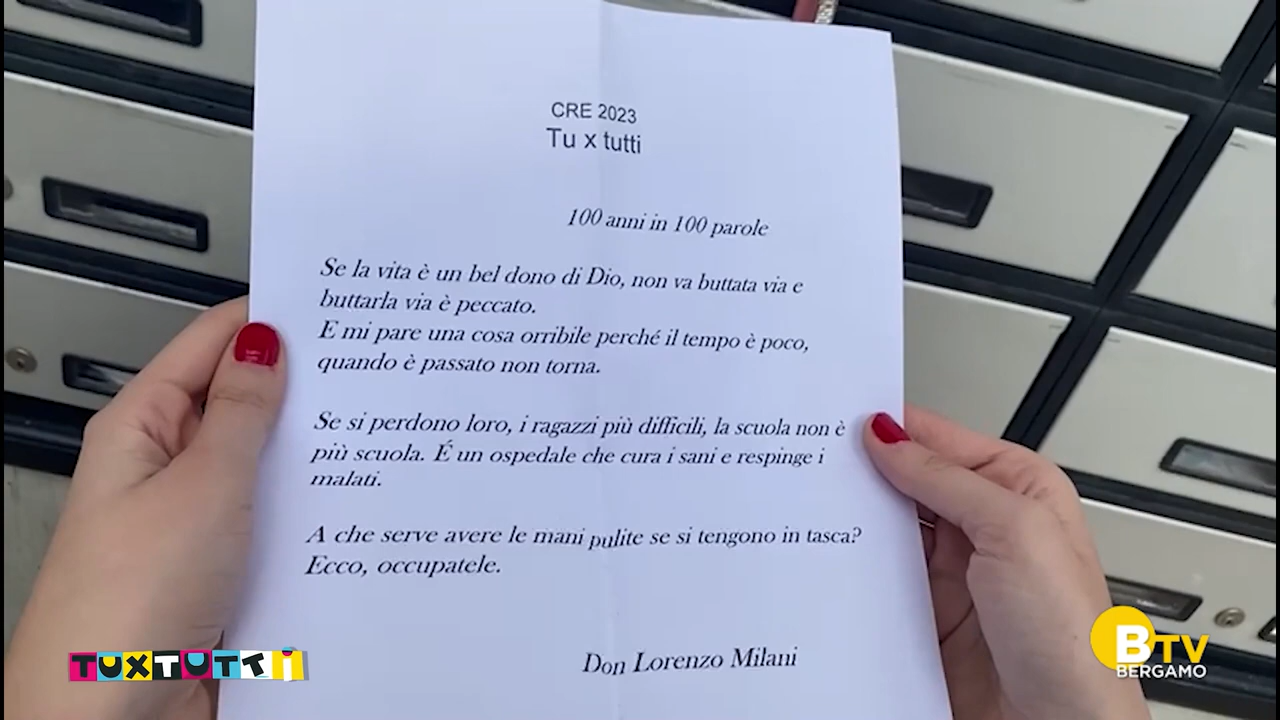 CRE 2023
Tu x tutti
100 anni in 100 parole
Se la vita è un bel dono di Dio, non va buttata via e
buttarla via è peccato.
E mi pare una cosa orribile perché il tempo è poco,
quando è passato non torna.
Se si perdono loro, i ragazzi più difficili, la scuola non è
più scuola. É un ospedale che cura i sani e respinge i
malati.
A che serve avere le mani pulite se si tengono in tasca?
Ecco, occupatele.
Don Lorenzo Milani
TUXTUTTi
BTV
BERGAMO